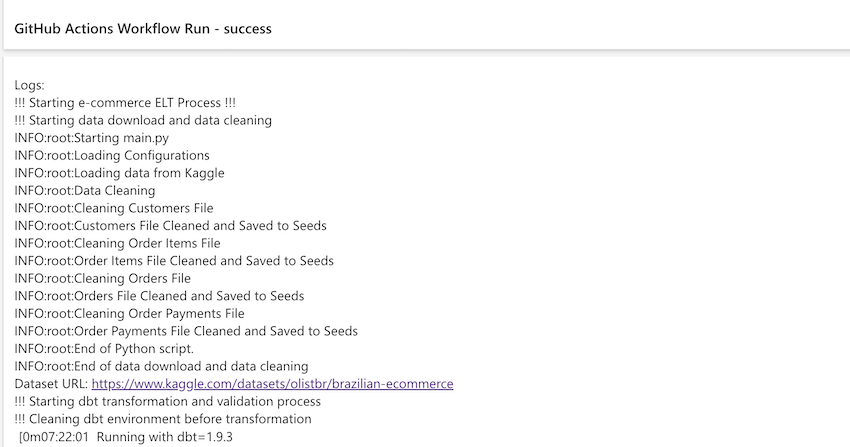 GitHub Actions Workflow Run - success
Logs:
!!! Starting e-commerce ELT Process !!!
!!! Starting data download and data cleaning
INFO:root:Starting main.py
INFO:root:Loading Configurations
INFO:root:Loading data from Kaggle
INFO:root:Data Cleaning
INFO:root:Cleaning Customers File
INFO:root:Customers File Cleaned and Saved to Seeds
INFO:root:Cleaning Order Items File
INFO:root:Order Items File Cleaned and Saved to Seeds
INFO:root:Cleaning Orders File
INFO:root:Orders File Cleaned and Saved to Seeds
INFO:root:Cleaning Order Payments File
INFO:root:Order Payments File Cleaned and Saved to Seeds
INFO:root:End of Python script.
INFO:root:End of data download and data cleaning
Dataset URL: https://www.kaggle.com/datasets/olistbr/brazilian-ecommerce
!!! Starting dbt transformation and validation process
!!! Cleaning dbt environment before transformation
[0m07:22:01  Running with dbt=1.9.3